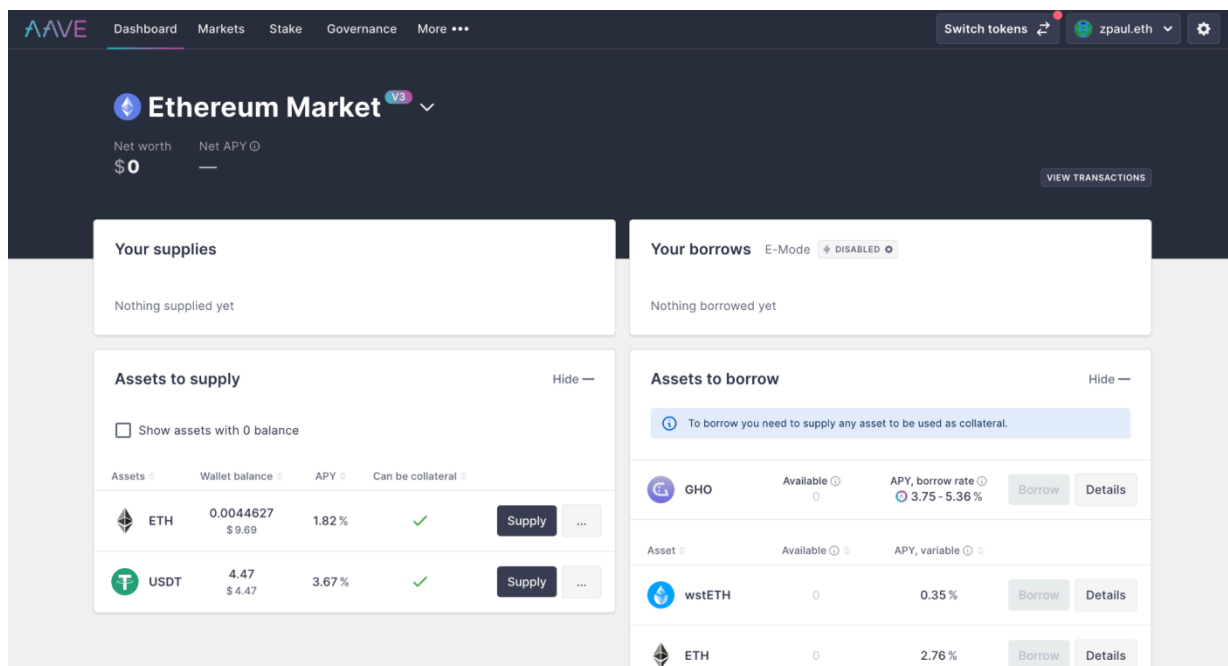 AAVE Dashboard Markets Stake Governance More ••• Switch tokens zpaul.eth
Ethereum Market V3
Net worth Net APY
$0 —
VIEW TRANSACTIONS
Your supplies
Nothing supplied yet
Your borrows E-Mode DISABLED
Nothing borrowed yet
Assets to supply Hide —
Show assets with 0 balance
Assets Wallet balance APY Can be collateral
ETH 0.0044627 1.82 % Supply ...
$ 9.69
USDT 4.47 3.67 % Supply ...
$ 4.47
Assets to borrow Hide —
To borrow you need to supply any asset to be used as collateral.
Available APY, borrow rate
GHO 0 3.75 - 5.36 % Borrow Details
Asset Available APY, variable
wstETH 0 0.35 % Borrow Details
ETH 0 2.76 % Borrow Details